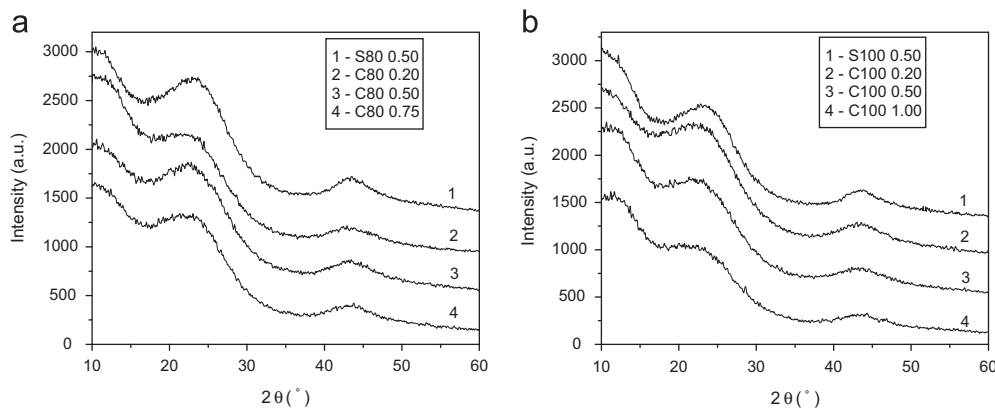 a
3000
2500
2000
1500
1000
500
0
Intensity (a.u.)
10 20 30 40 50 60
2 θ ( ° )
1 - S80 0.50
2 - C80 0.20
3 - C80 0.50
4 - C80 0.75
1
2
3
4
b
3500
3000
2500
2000
1500
1000
500
0
Intensity (a.u.)
10 20 30 40 50 60
2 θ ( ° )
1 - S100 0.50
2 - C100 0.20
3 - C100 0.50
4 - C100 1.00
1
2
3
4